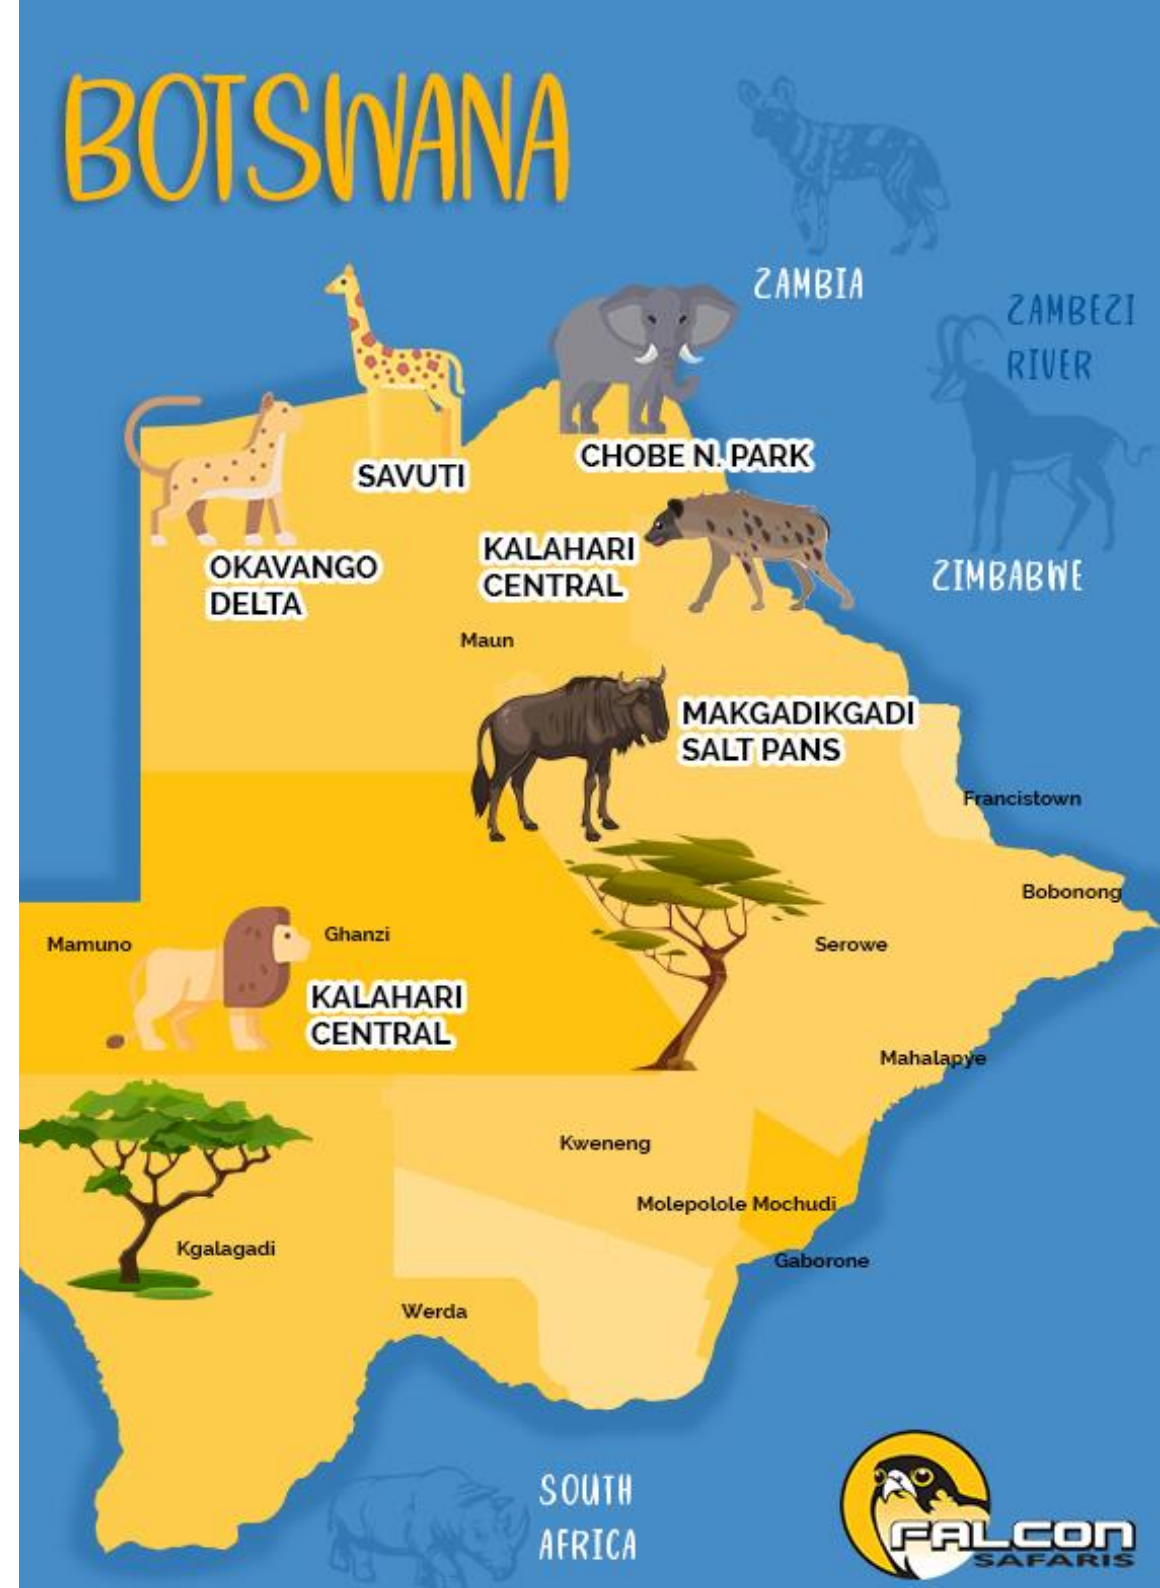 BOTSWANA
ZAMBIA
ZAMBEZI
RIVER
CHOBE N. PARK
SAVUTI
KALAHARI
CENTRAL
OKAVANGO
DELTA
ZIMBABWE
Maun
MAKGADIKGADI
SALT PANS
Francistown
Bobonong
Mamuno
Ghanzi
Serowe
KALAHARI
CENTRAL
Mahalapye
Kweneng
Molepolole Mochudi
Kgalagadi
Gaborone
Werda
SOUTH
AFRICA
FALCON
SAFARIS